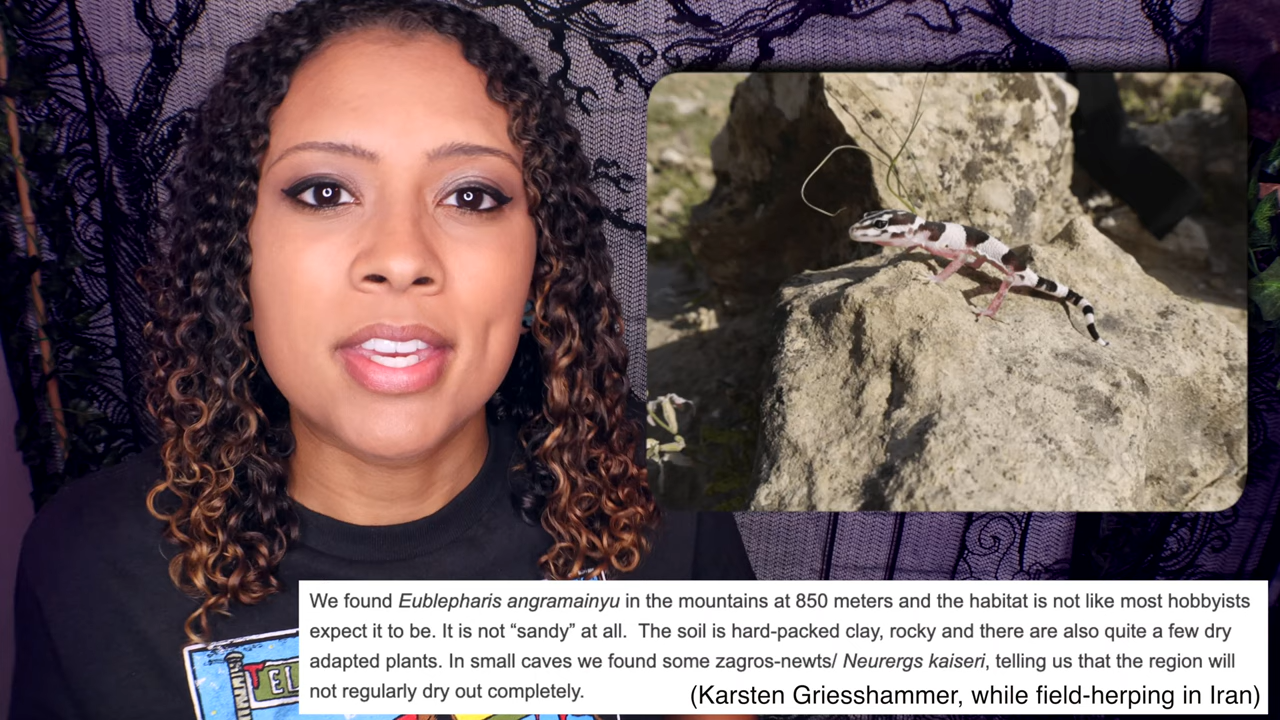 EL
We found Eublepharis angramainyu in the mountains at 850 meters and the habitat is not like most hobbyists
expect it to be. It is not “sandy” at all.  The soil is hard-packed clay, rocky and there are also quite a few dry
adapted plants. In small caves we found some zagros-newts/ Neurergs kaiseri, telling us that the region will
not regularly dry out completely.
(Karsten Griesshammer, while field-herping in Iran)